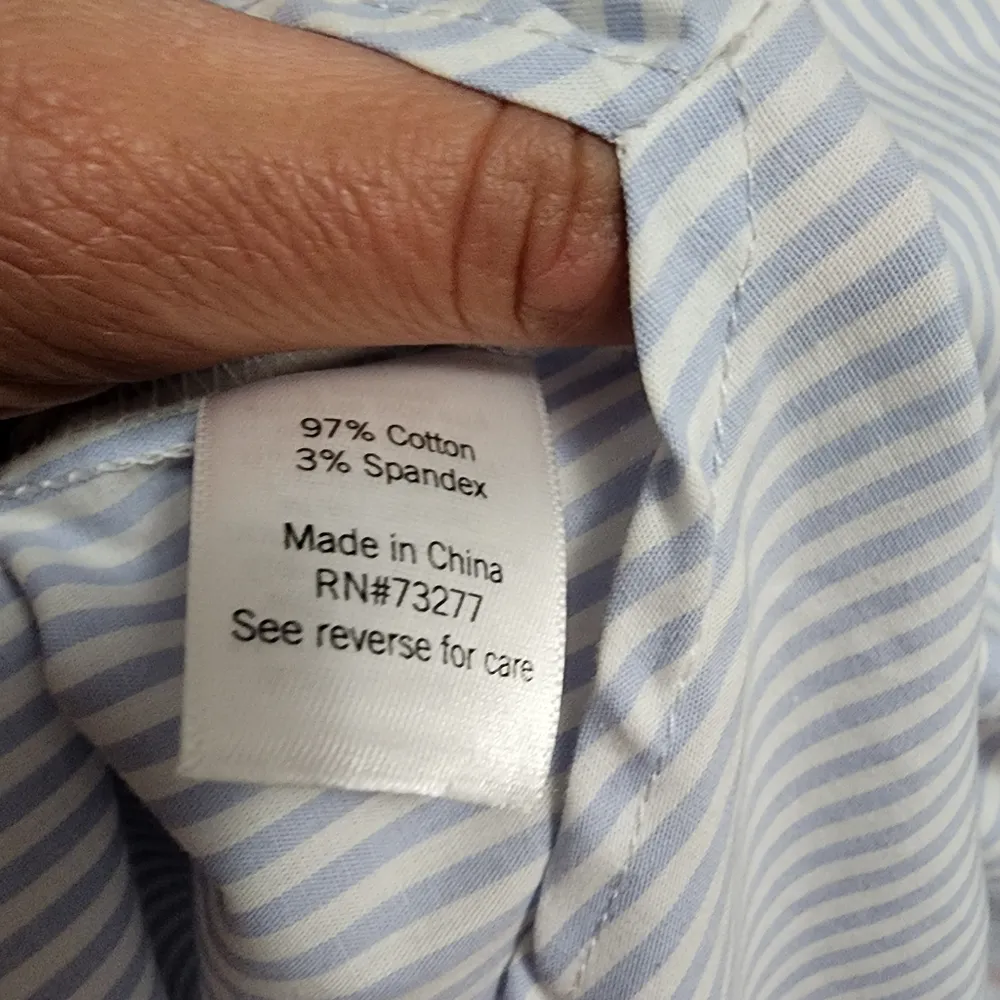 97% Cotton
3% Spandex
Made in China
RN#73277
See reverse for care